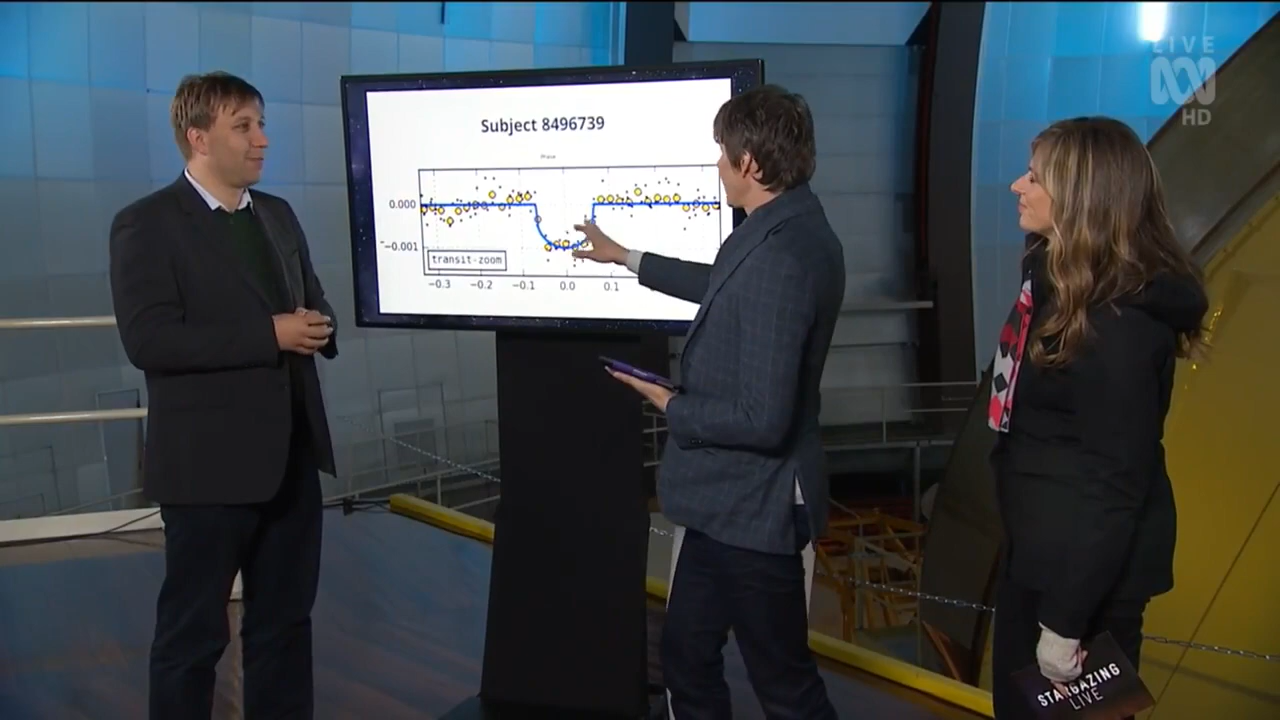 LIVE
HD
Subject 8496739
Phase
0.000
−0.001
transit-zoom
−0.3
−0.2
−0.1
0.0
0.1
STARGAZING
LIVE